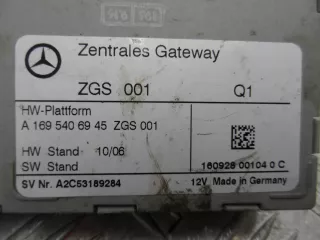 Zentrales Gateway
ZGS 001 Q1
HW-Plattform
A 169 540 69 45 ZGS 001
HW Stand 10/06
SW Stand 160928 00104 0 C
SV Nr. A2C53189284 12V Made in Germany